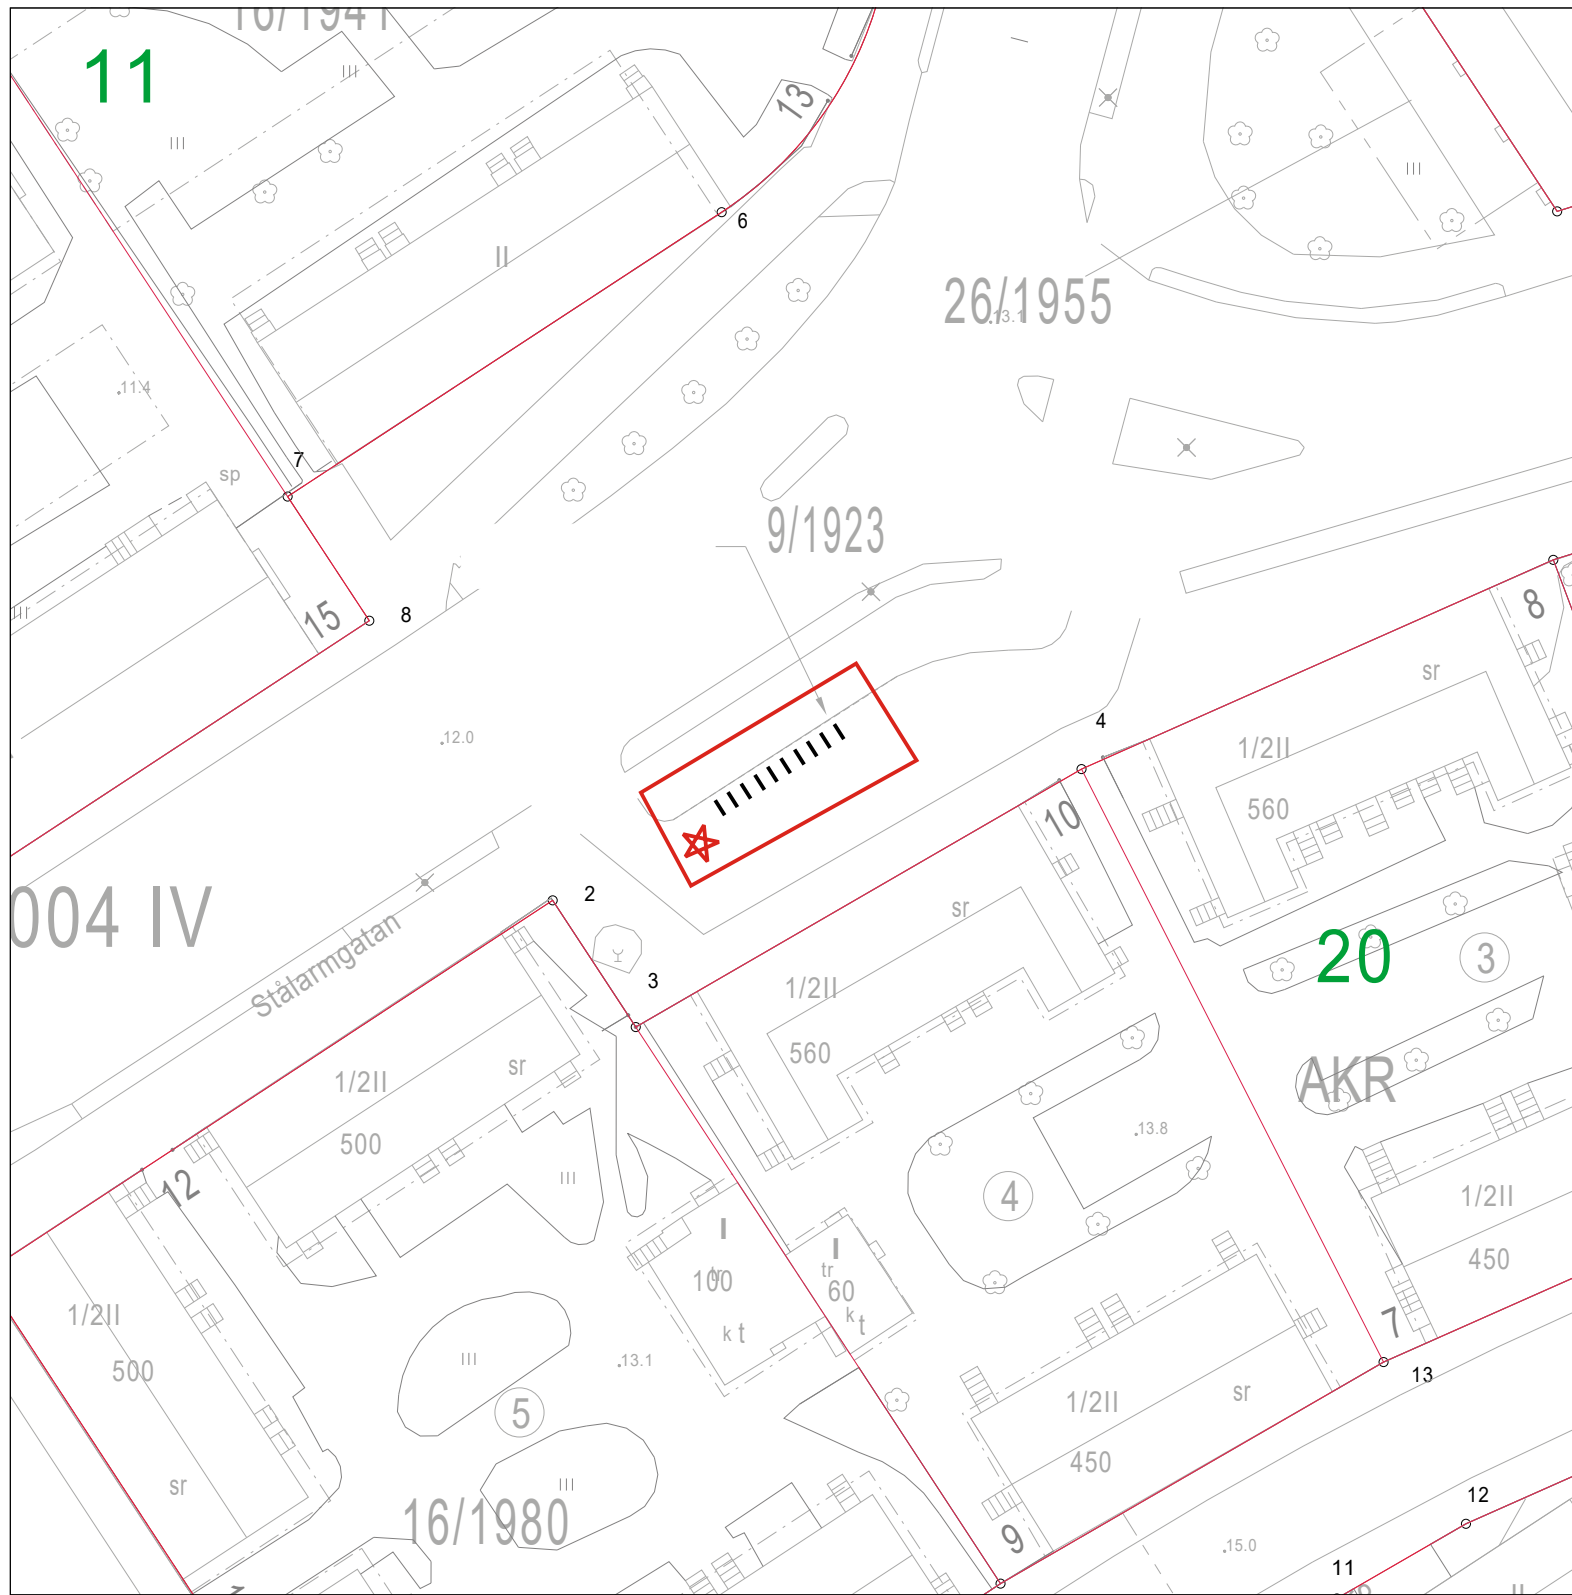 16/1941
11
III
III
13
6
II
III
26/1955
.13.1
.11.4
7
sp
9/1923
III
15
8
8
sr
4
.12.0
1/2II
560
10
004 IV
2
sr
20
3
Stålarmgatan
3
1/2II
560
sr
AKR
1/2II
500
.13.8
III
12
4
1/2II
I
I
450
tr
100
tr
60
1/2II
k t
k t
7
500
III
.13.1
13
5
1/2II
sr
450
sr
III
16/1980
12
9
.15.0
11
II